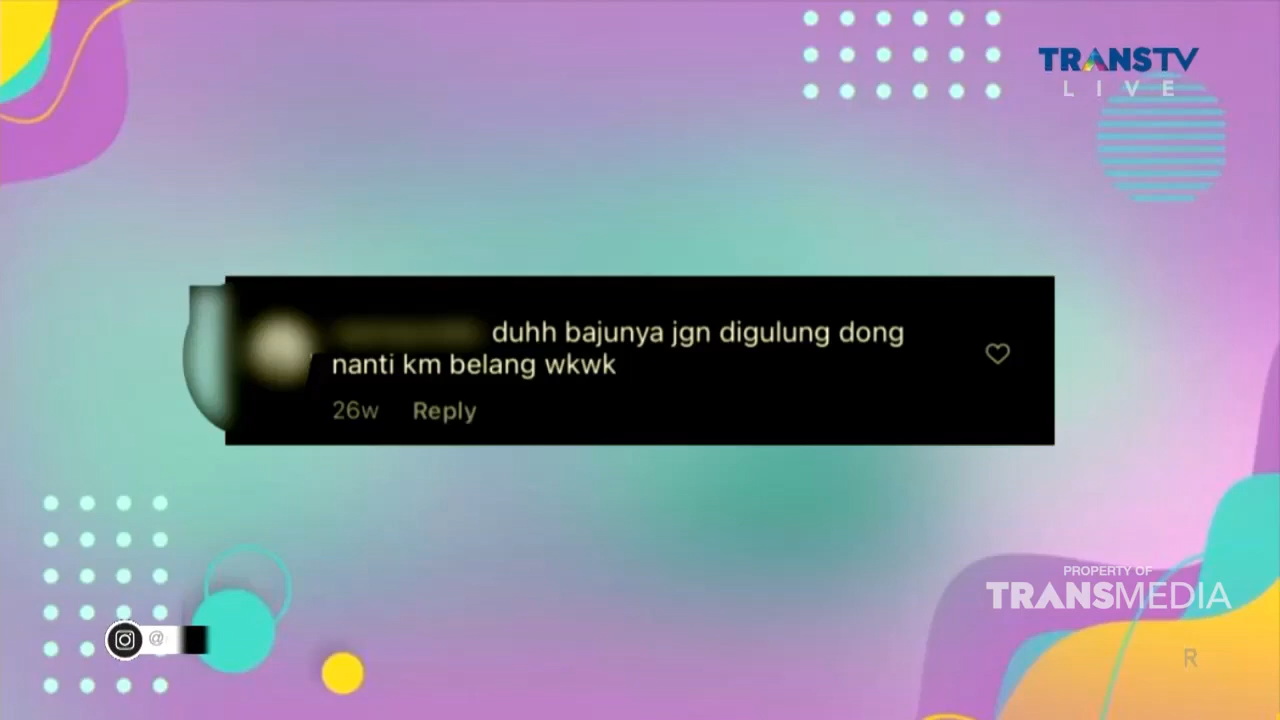 TRANSTV
LIVE
duhh bajunya jgn digulung dong
nanti km belang wkwk
26w Reply
PROPERTY OF
TRANSMEDIA
@
R